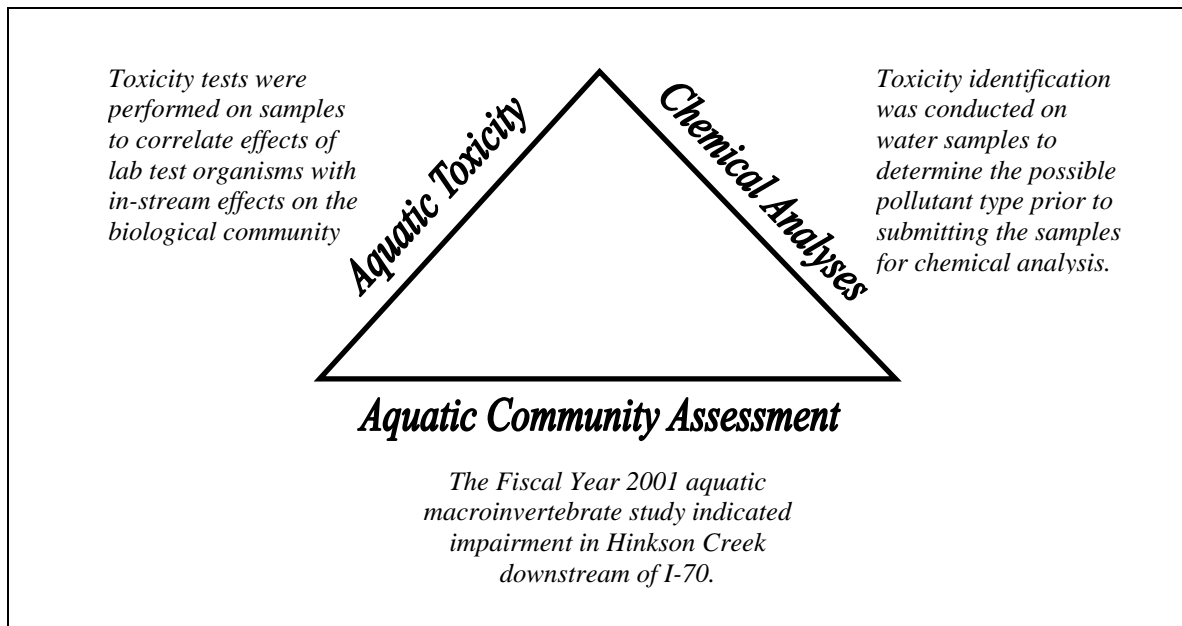 Toxicity tests were
performed on samples
to correlate effects of
lab test organisms with
in-stream effects on the
biological community
Aquatic Toxicity
Chemical Analyses
Toxicity identification
was conducted on
water samples to
determine the possible
pollutant type prior to
submitting the samples
for chemical analysis.
Aquatic Community Assessment
The Fiscal Year 2001 aquatic
macroinvertebrate study indicated
impairment in Hinkson Creek
downstream of I-70.